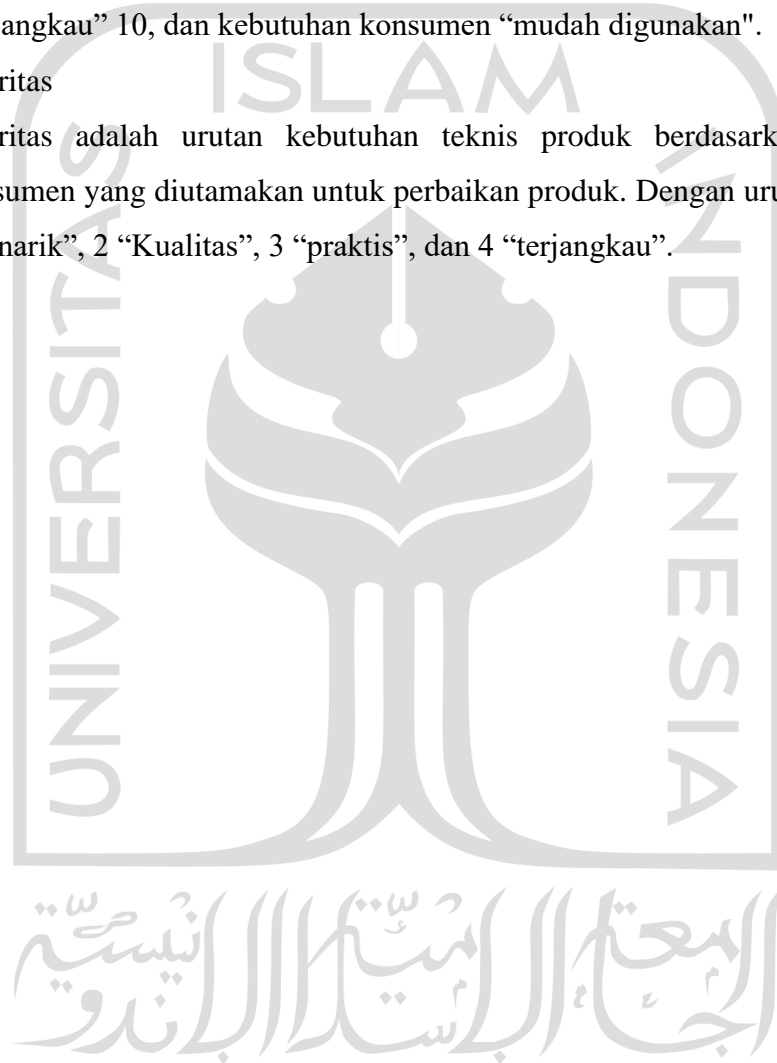 angkau” 10, dan kebutuhan konsumen “mudah digunakan".
ritas
ritas adalah urutan kebutuhan teknis produk berdasark
sumen yang diutamakan untuk perbaikan produk. Dengan uru
narik”, 2 “Kualitas”, 3 “praktis”, dan 4 “terjangkau”.
ISLAM
UNIVERSITAS
INDONESIA